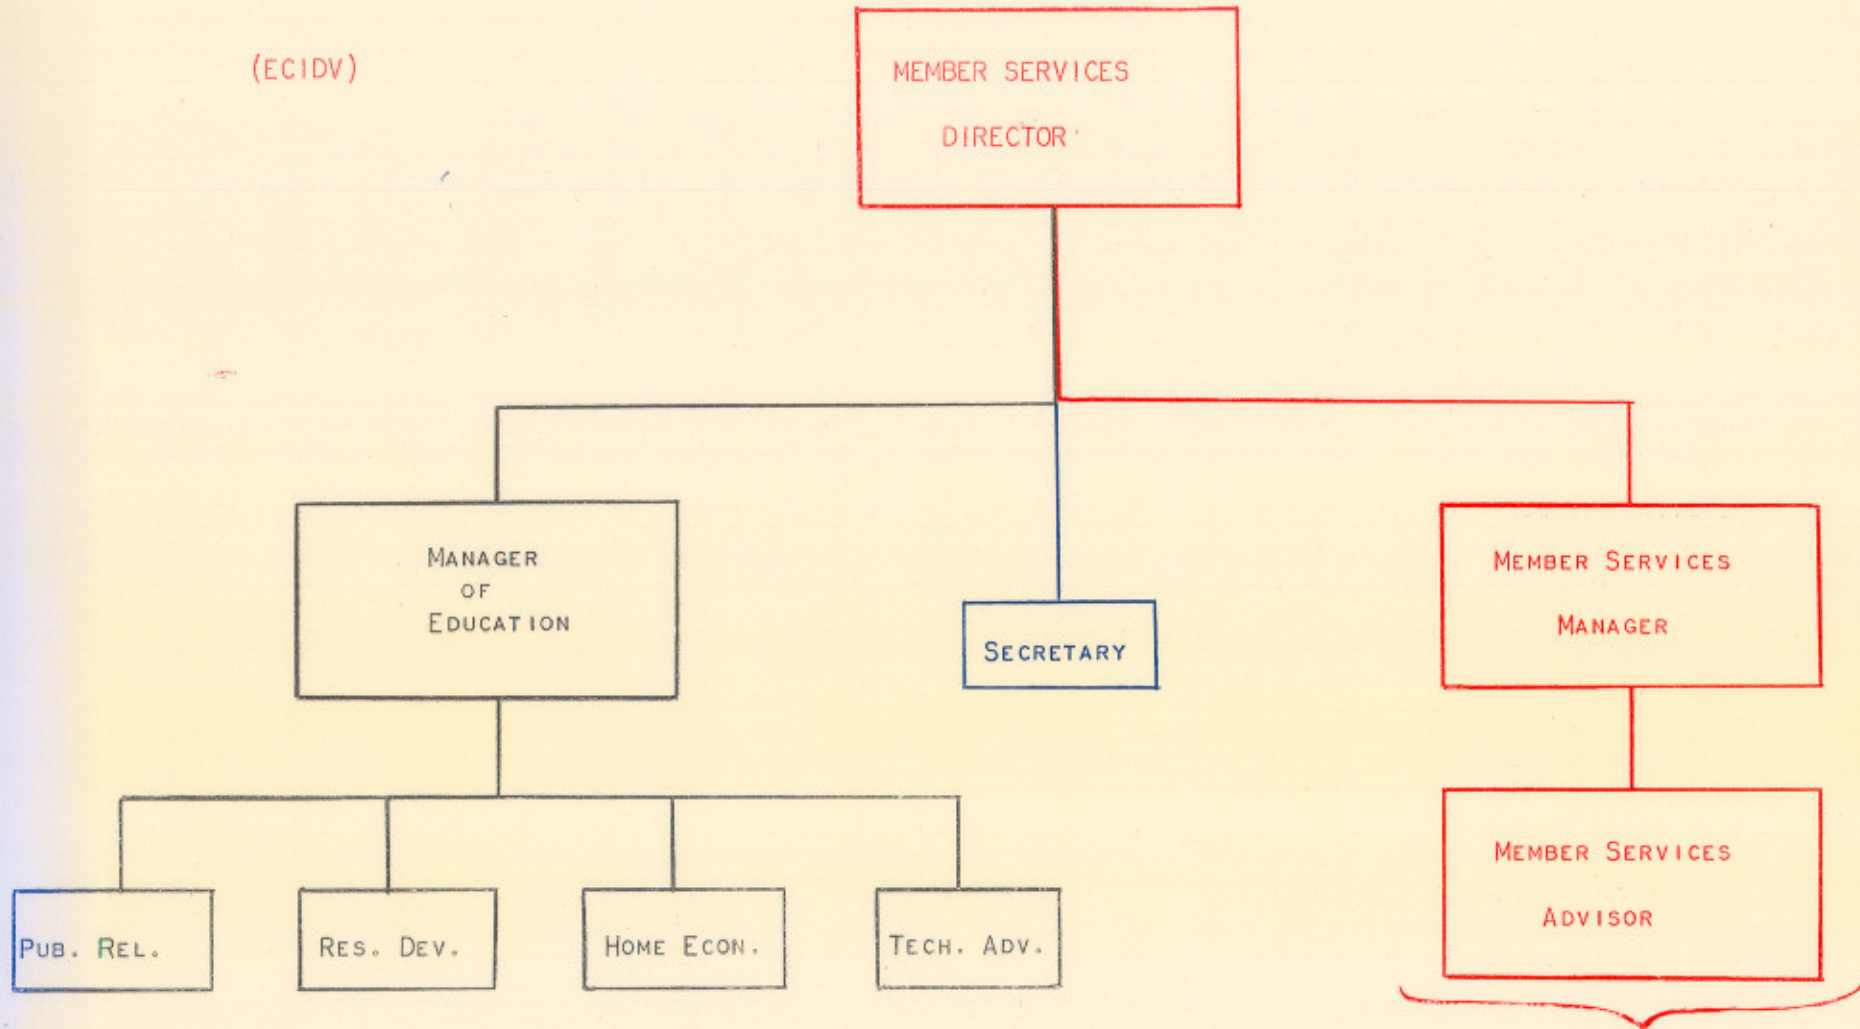 (ECIDV)
MEMBER SERVICES
DIRECTOR
MANAGER
OF
EDUCATION
SECRETARY
MEMBER SERVICES
MANAGER
MEMBER SERVICES
ADVISOR
PUB. REL.
RES. DEV.
HOME ECON.
TECH. ADV.